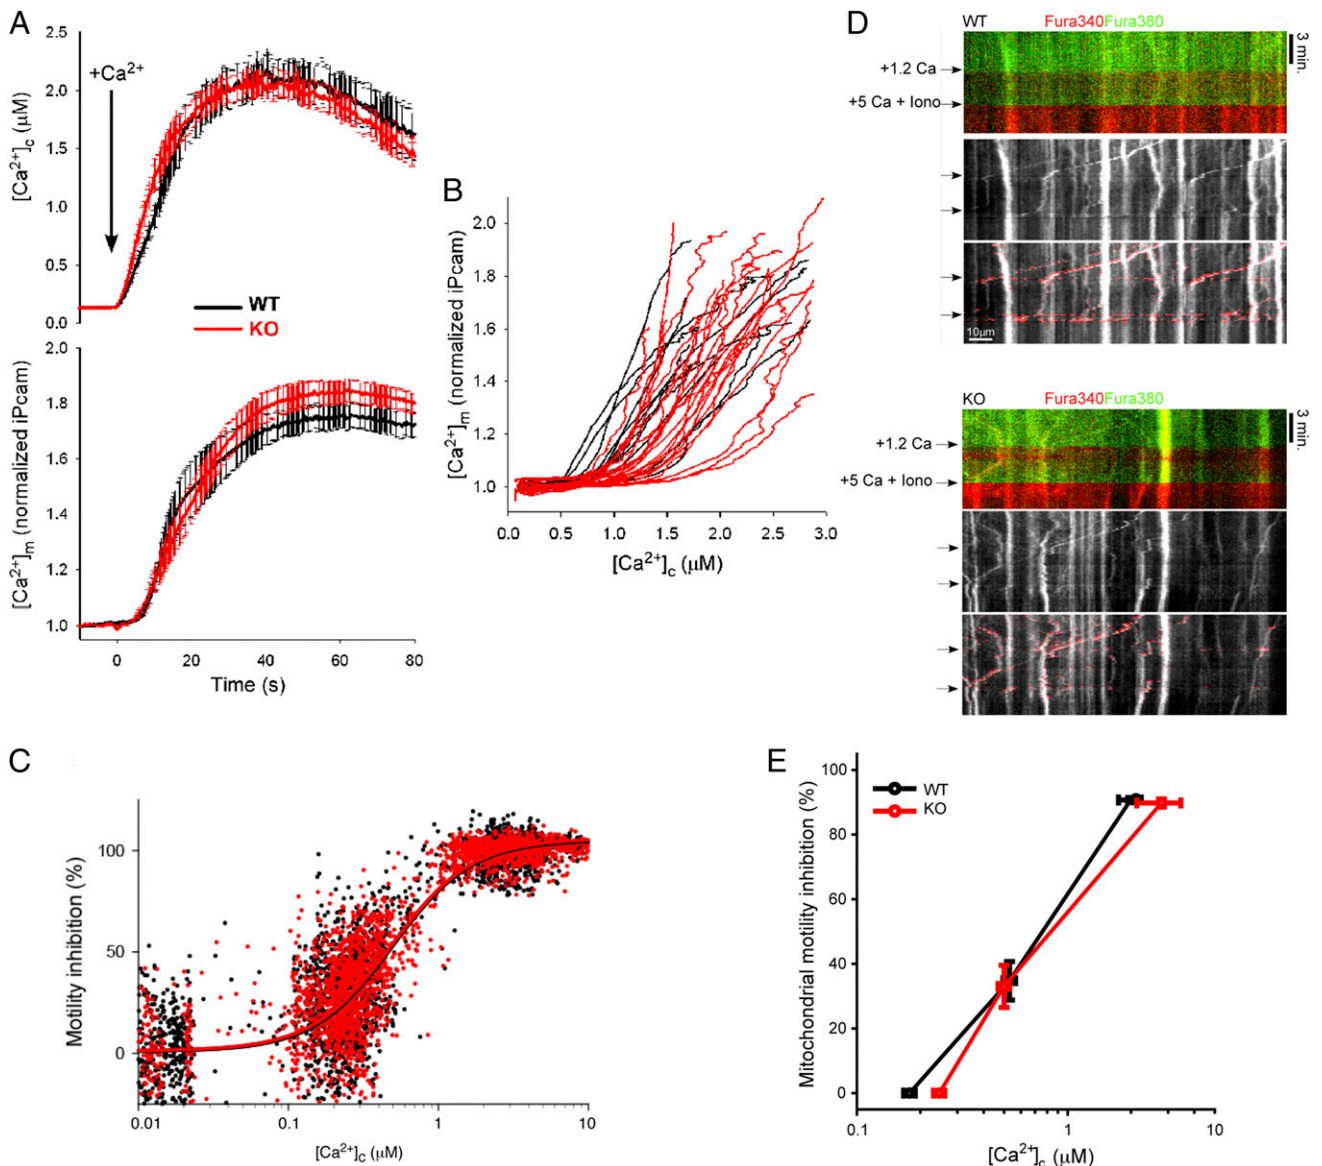 A
2.5
2.0
1.5
1.0
0.5
0.0
[Ca²⁺]c (µM)
+Ca²⁺
WT
KO
2.0
1.8
1.6
1.4
1.2
1.0
[Ca²⁺]m (normalized iPcam)
0 20 40 60 80
Time (s)
B
2.0
1.8
1.6
1.4
1.2
1.0
[Ca²⁺]m (normalized iPcam)
0.0 0.5 1.0 1.5 2.0 2.5 3.0
[Ca²⁺]c (µM)
C
100
50
0
Motility inhibition (%)
0.01 0.1 1 10
[Ca²⁺]c (µM)
D
WT Fura340Fura380
3 min.
+1.2 Ca
+5 Ca + Iono
10µm
KO Fura340Fura380
3 min.
+1.2 Ca
+5 Ca + Iono
E
100
80
60
40
20
0
Mitochondrial motility inhibition (%)
WT
KO
0.1 1 10
[Ca²⁺]c (µM)